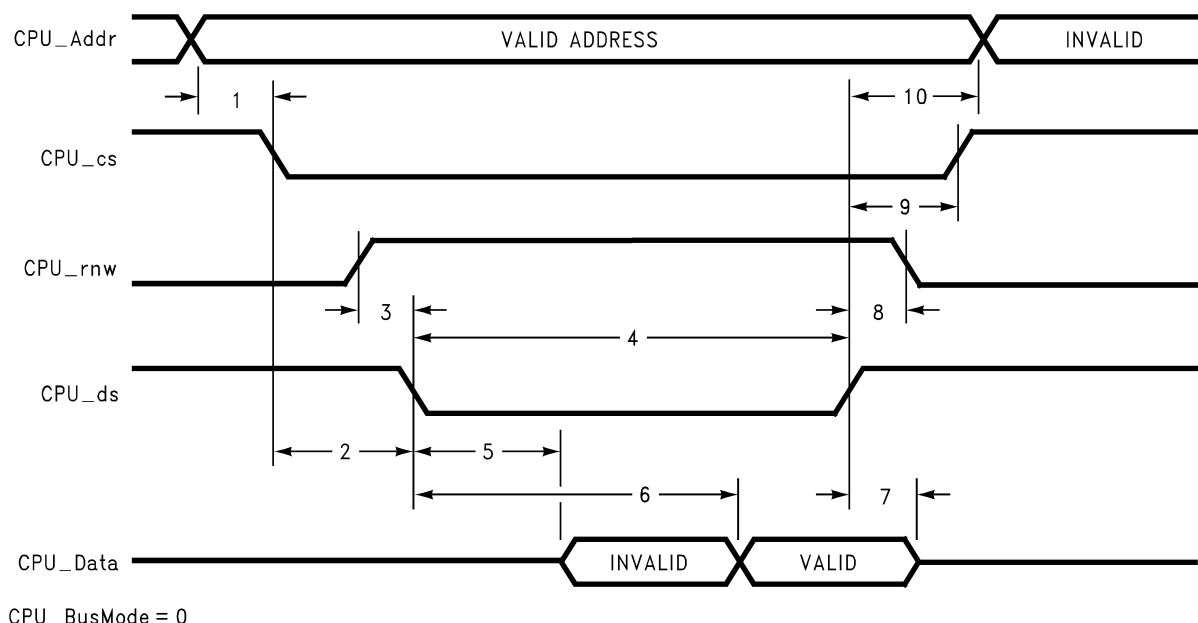 CPU_Addr
VALID ADDRESS
INVALID
1
10
CPU_cs
9
CPU_rnw
3
8
4
CPU_ds
2
5
6
7
CPU_Data
INVALID
VALID
CPU_BusMode = 0